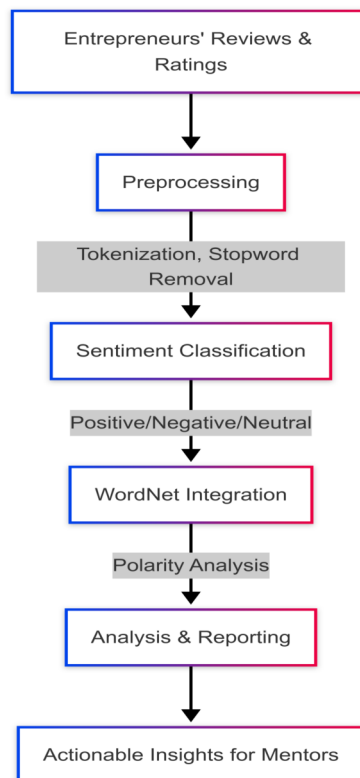 Entrepreneurs' Reviews &
Ratings
Preprocessing
Tokenization, Stopword
Removal
Sentiment Classification
Positive/Negative/Neutral
WordNet Integration
Polarity Analysis
Analysis & Reporting
Actionable Insights for Mentors